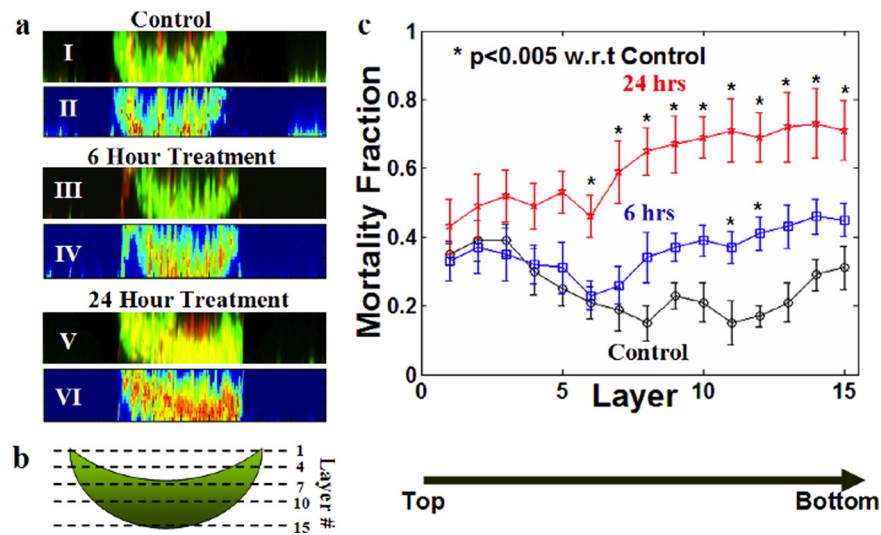 a
Control
I
II
6 Hour Treatment
III
IV
24 Hour Treatment
V
VI
b
1
4
7
10
15
Layer #
c
* p<0.005 w.r.t Control
24 hrs
* * * * * * * * * *
6 hrs
* *
Control
Mortality Fraction
1
0.8
0.6
0.4
0.2
0
0 5 10 15
Layer
Top Bottom